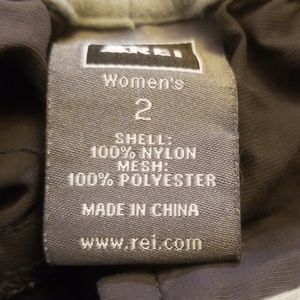 REI
Women's
2
SHELL:
100% NYLON
MESH:
100% POLYESTER
MADE IN CHINA
www.rei.com